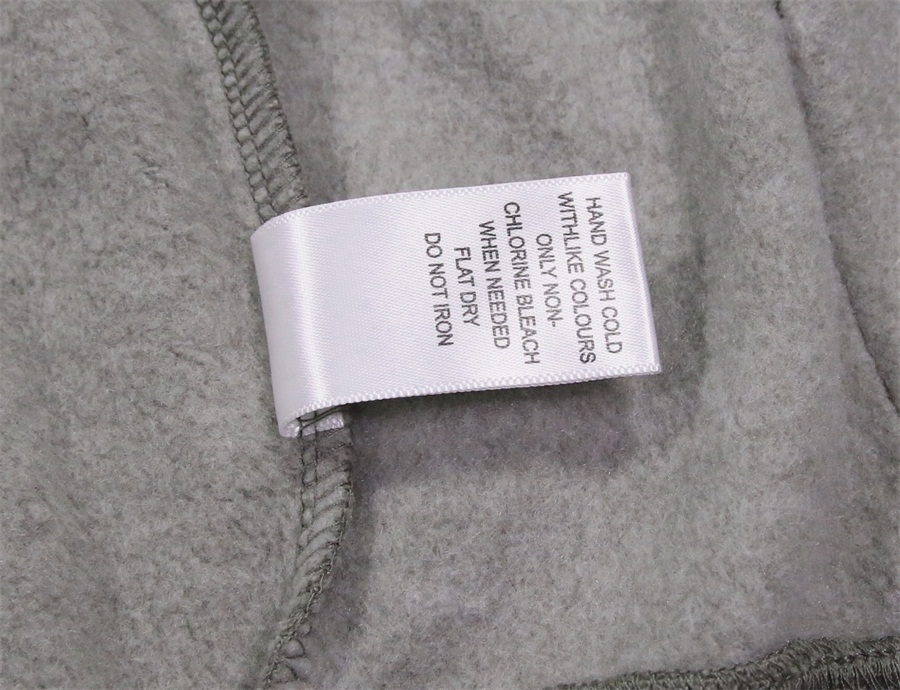 HAND WASH COLD
WITHLIKE COLOURS
ONLY NON-
CHLORINE BLEACH
WHEN NEEDED
FLAT DRY
DO NOT IRON